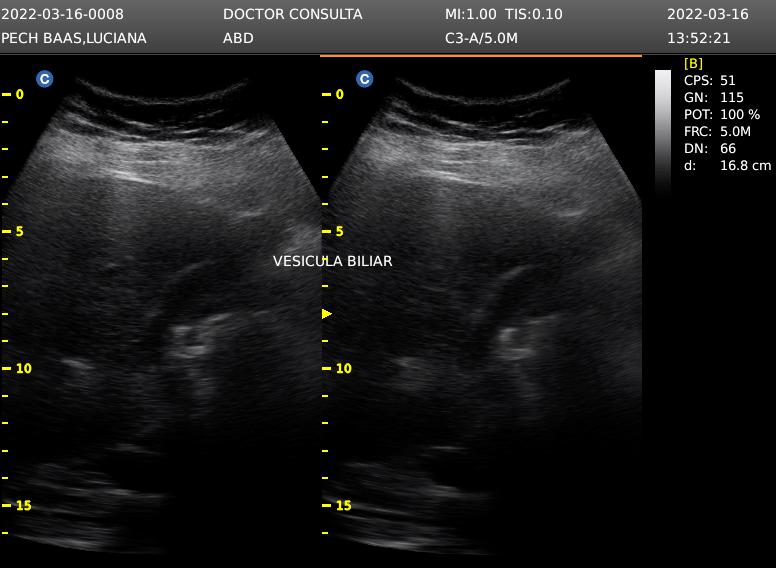 2022-03-16-0008 DOCTOR CONSULTA MI:1.00 TIS:0.10 2022-03-16
PECH BAAS,LUCIANA ABD C3-A/5.0M 13:52:21
[B]
CPS: 51
GN: 115
POT: 100 %
FRC: 5.0M
DN: 66
d: 16.8 cm
C C
0 0
5 5
VESICULA BILIAR
10 10
15 15